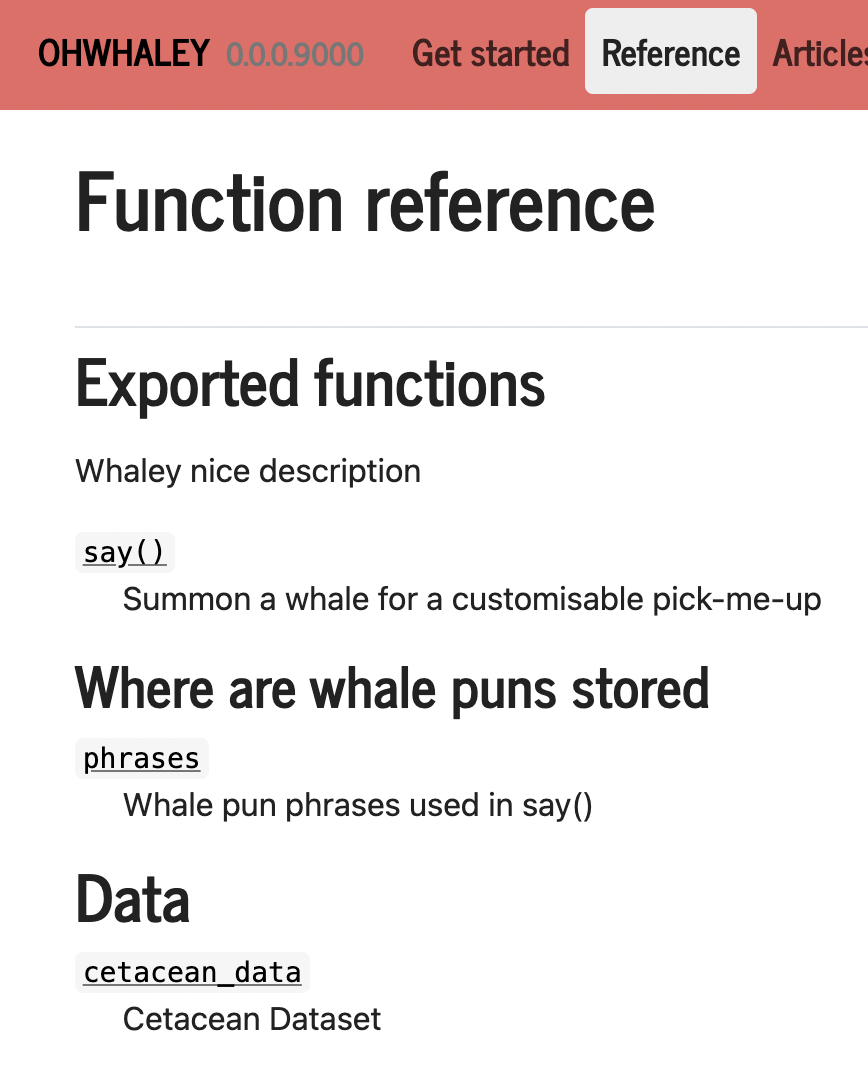 OHWHALEY 0.0.0.9000 Get started Reference Articles
Function reference
Exported functions
Whaley nice description
say()
Summon a whale for a customisable pick-me-up
Where are whale puns stored
phrases
Whale pun phrases used in say()
Data
cetacean_data
Cetacean Dataset